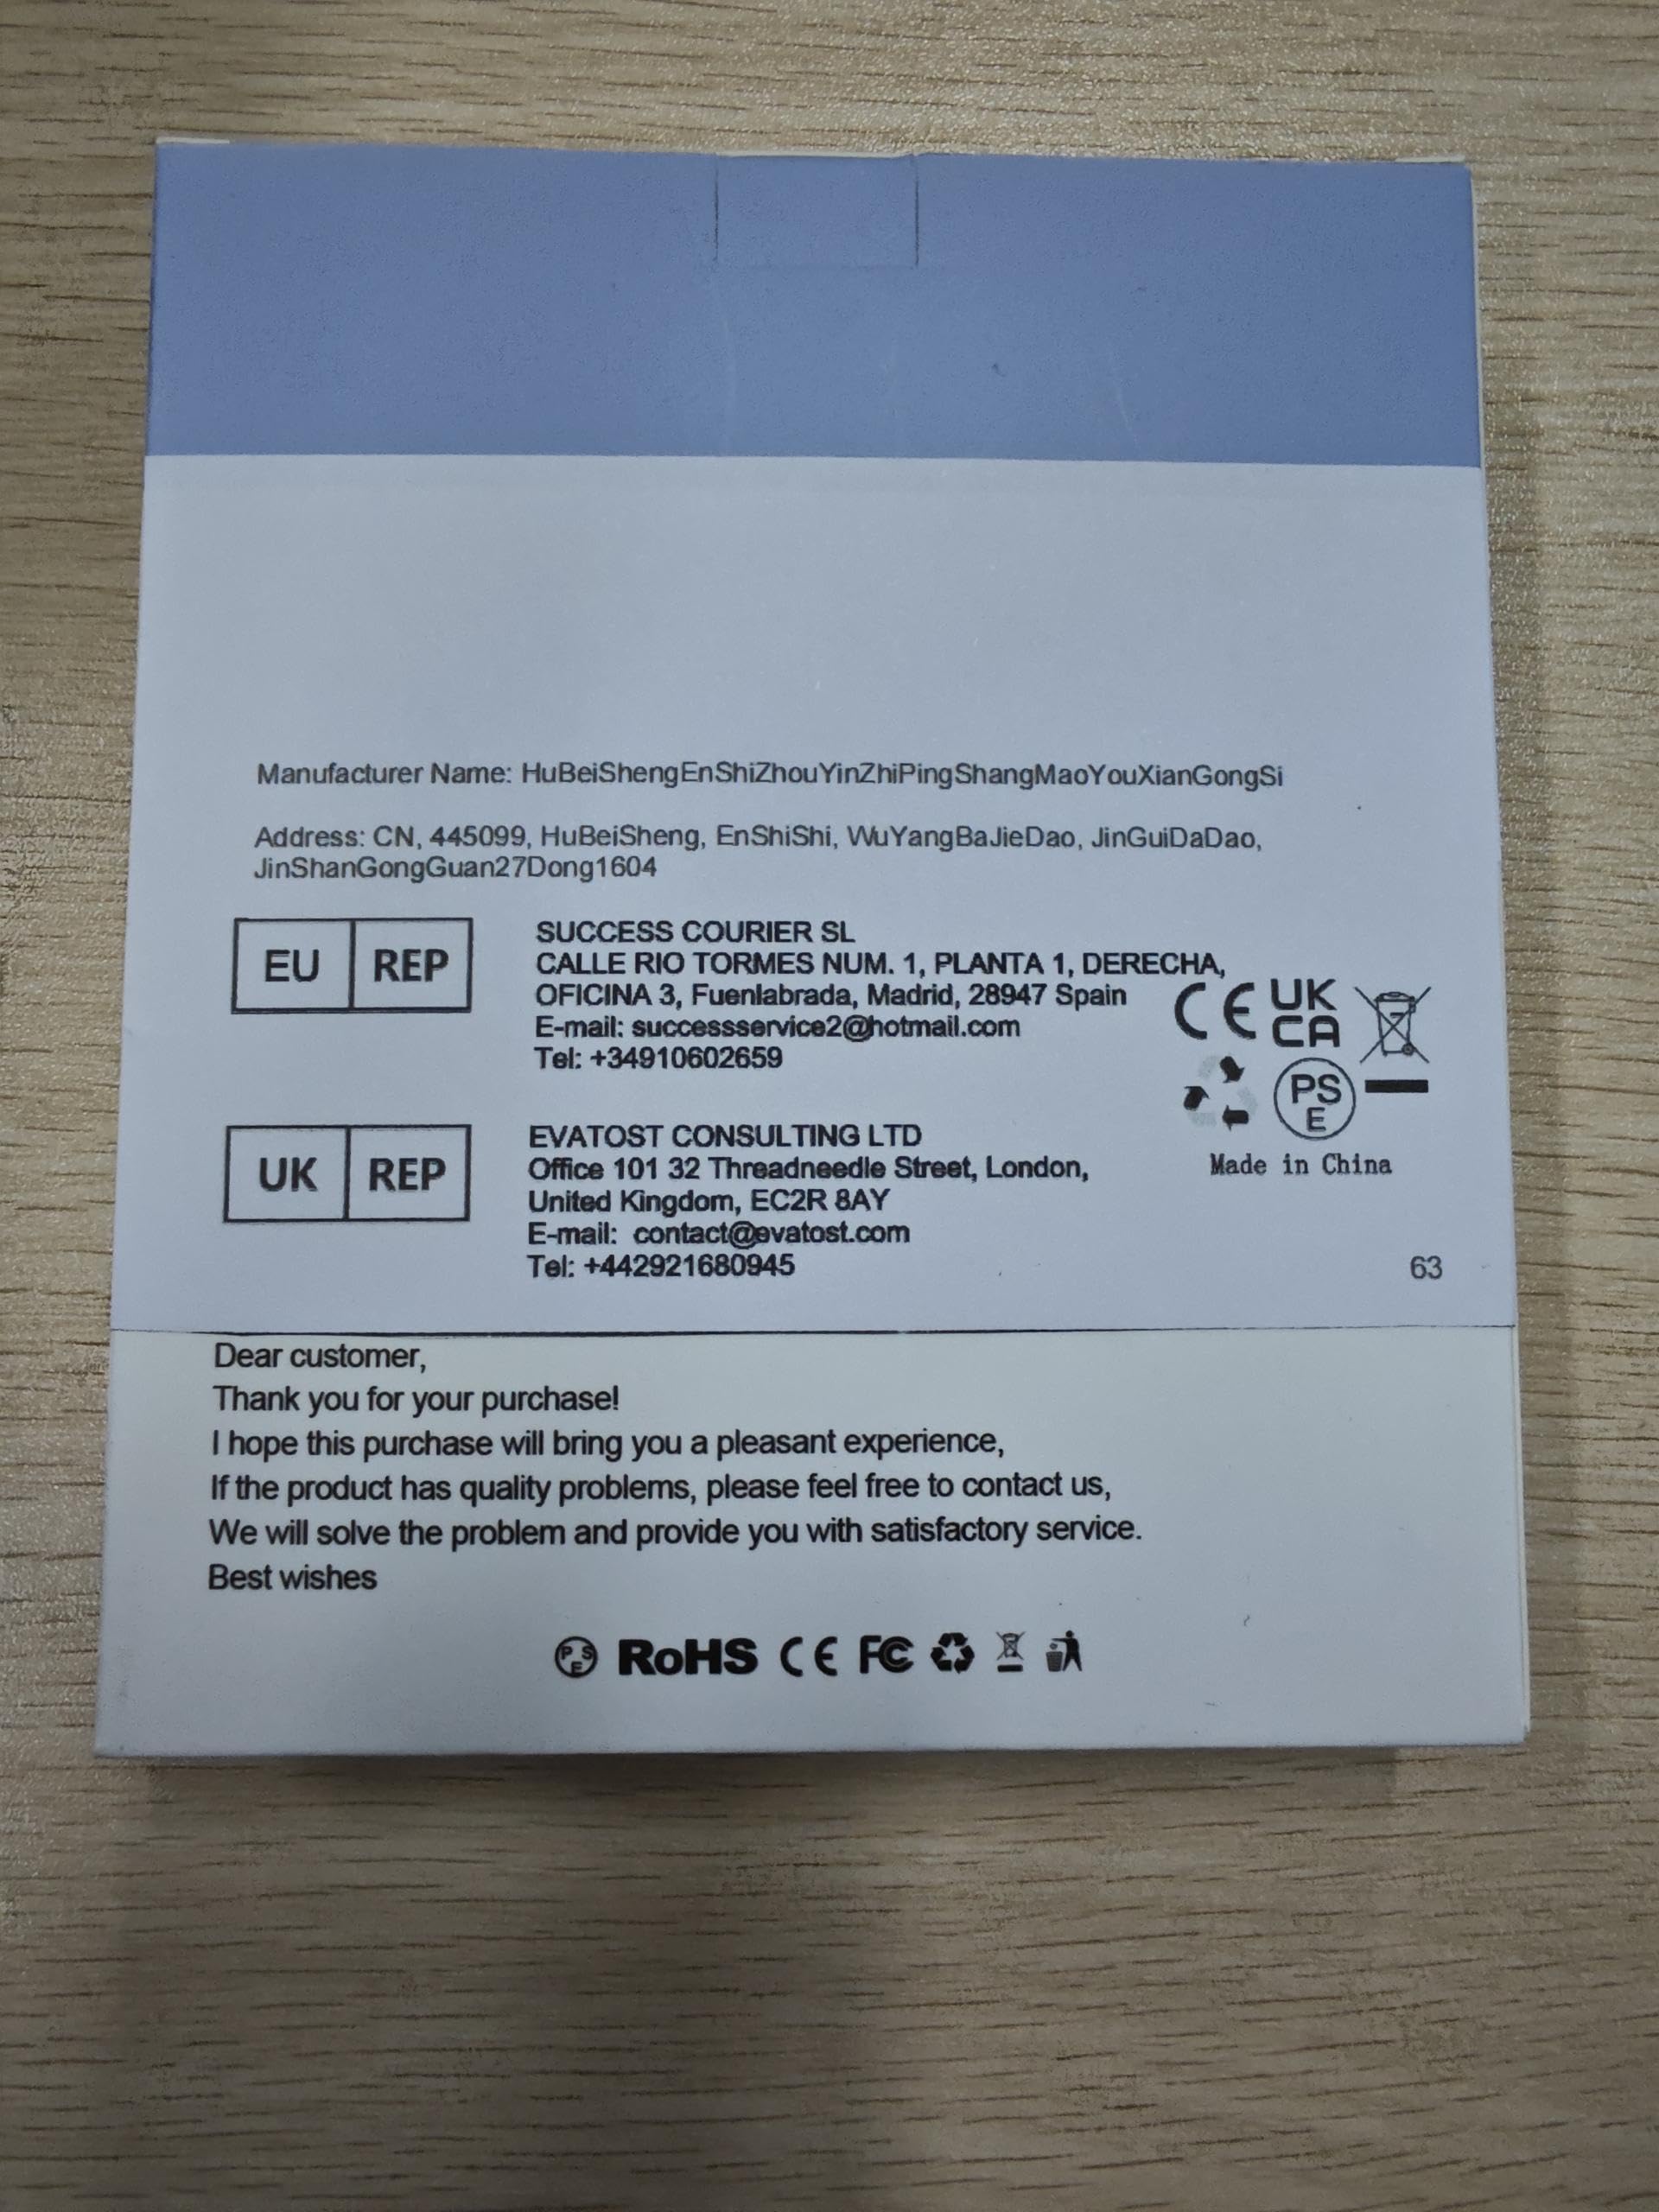 Manufacturer Name: HuBeiShengEnShiZhouYinZhiPingShangMaoYouXianGongSi
Address: CN, 445099, HuBeiSheng, EnShiShi, WuYangBaJieDao, JinGuiDaDao,
JinShanGongGuan27Dong1604
EU REP
SUCCESS COURIER SL
CALLE RIO TORMES NUM. 1, PLANTA 1, DERECHA,
OFICINA 3, Fuenlabrada, Madrid, 28947 Spain
E-mail: successservice2@hotmail.com
Tel: +34910602659
CE UK
CA
PS
E
Made in China
UK REP
EVATOST CONSULTING LTD
Office 101 32 Threadneedle Street, London,
United Kingdom, EC2R 8AY
E-mail: contact@evatost.com
Tel: +442921680945
63
Dear customer,
Thank you for your purchase!
I hope this purchase will bring you a pleasant experience,
If the product has quality problems, please feel free to contact us,
We will solve the problem and provide you with satisfactory service.
Best wishes
PSE RoHS CE FC